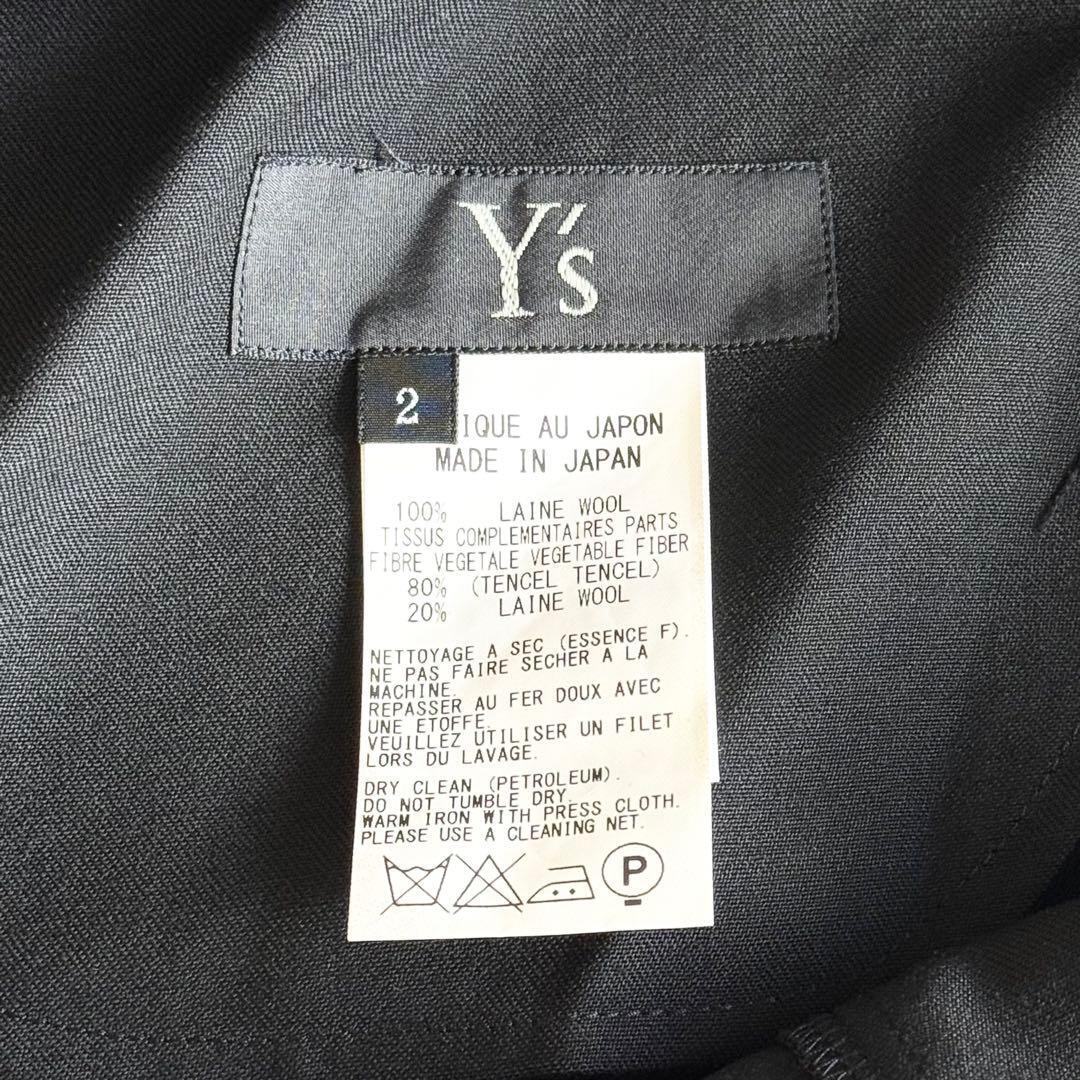 Y's
2
IQUE AU JAPON
MADE IN JAPAN
100% LAINE WOOL
TISSUS COMPLEMENTAIRES PARTS
FIBRE VEGETALE VEGETABLE FIBER
80% (TENCEL TENCEL)
20% LAINE WOOL
NETTOYAGE A SEC (ESSENCE F).
NE PAS FAIRE SECHER A LA
MACHINE.
REPASSER AU FER DOUX AVEC
UNE ETOFFE.
VEUILLEZ UTILISER UN FILET
LORS DU LAVAGE.
DRY CLEAN (PETROLEUM).
DO NOT TUMBLE DRY.
WARM IRON WITH PRESS CLOTH.
PLEASE USE A CLEANING NET.
P